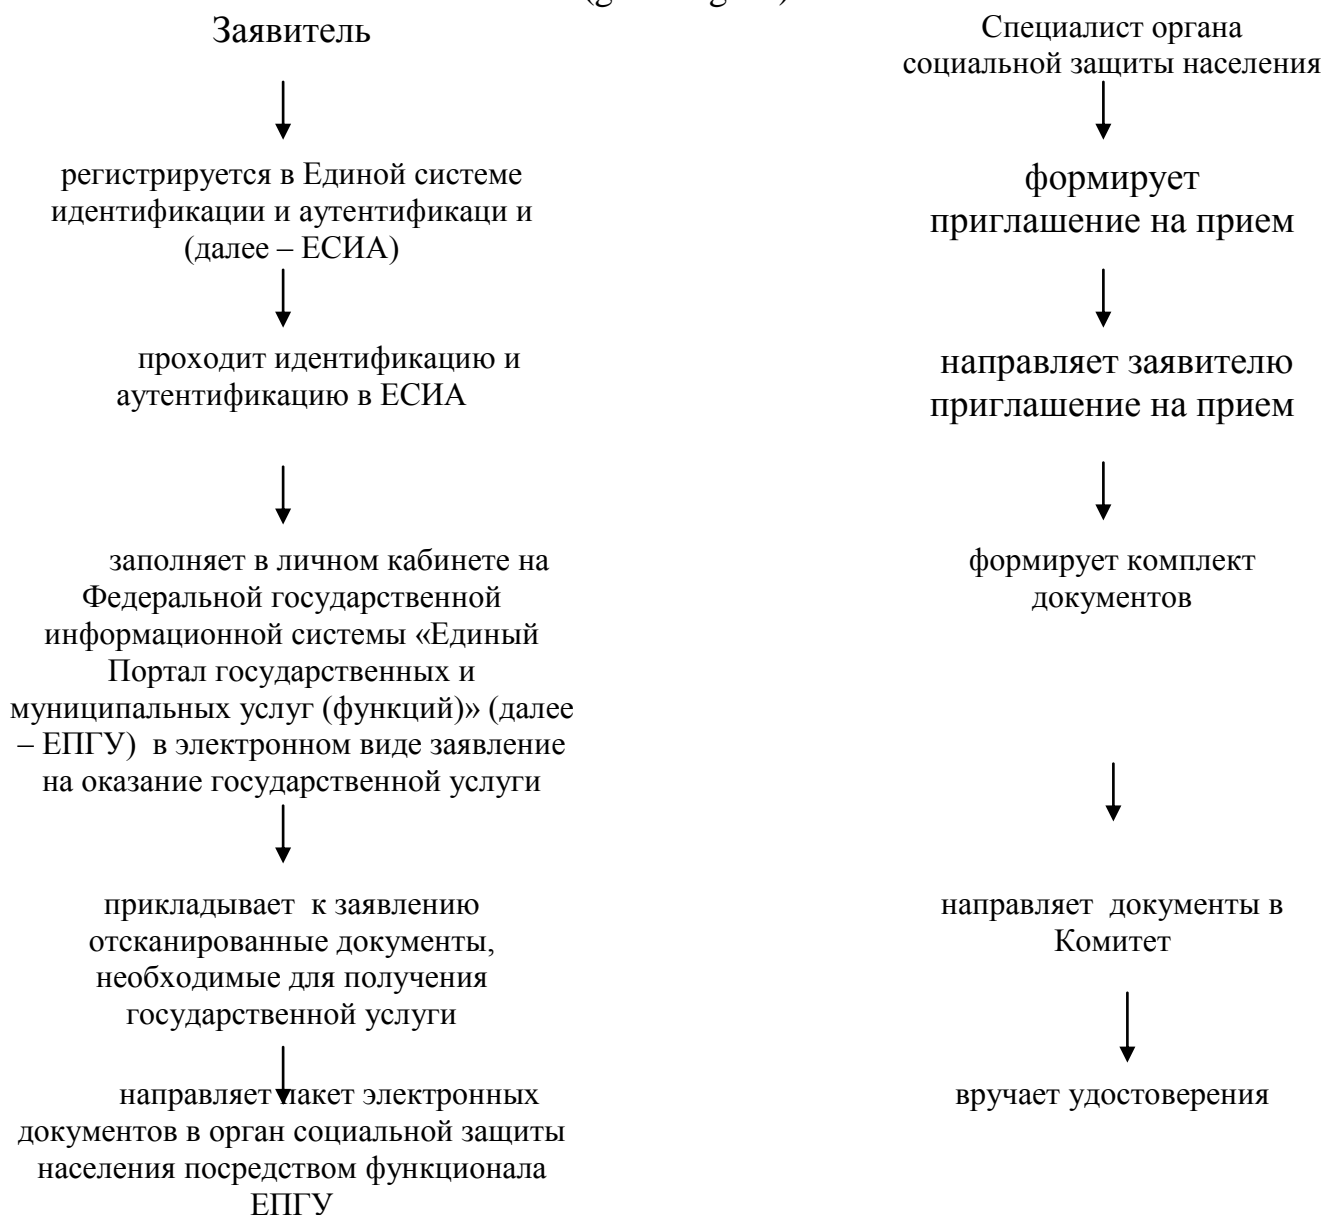 Заявитель
регистрируется в Единой системе
идентификации и аутентификаци и
(далее – ЕСИА)
проходит идентификацию и
аутентификацию в ЕСИА
заполняет в личном кабинете на
Федеральной государственной
информационной системы «Единый
Портал государственных и
муниципальных услуг (функций)» (далее
– ЕПГУ) в электронном виде заявление
на оказание государственной услуги
прикладывает к заявлению
отсканированные документы,
необходимые для получения
государственной услуги
направляет пакет электронных
документов в орган социальной защиты
населения посредством функционала
ЕПГУ
Специалист органа
социальной защиты населения
формирует
приглашение на прием
направляет заявителю
приглашение на прием
формирует комплект
документов
направляет документы в
Комитет
вручает удостоверения